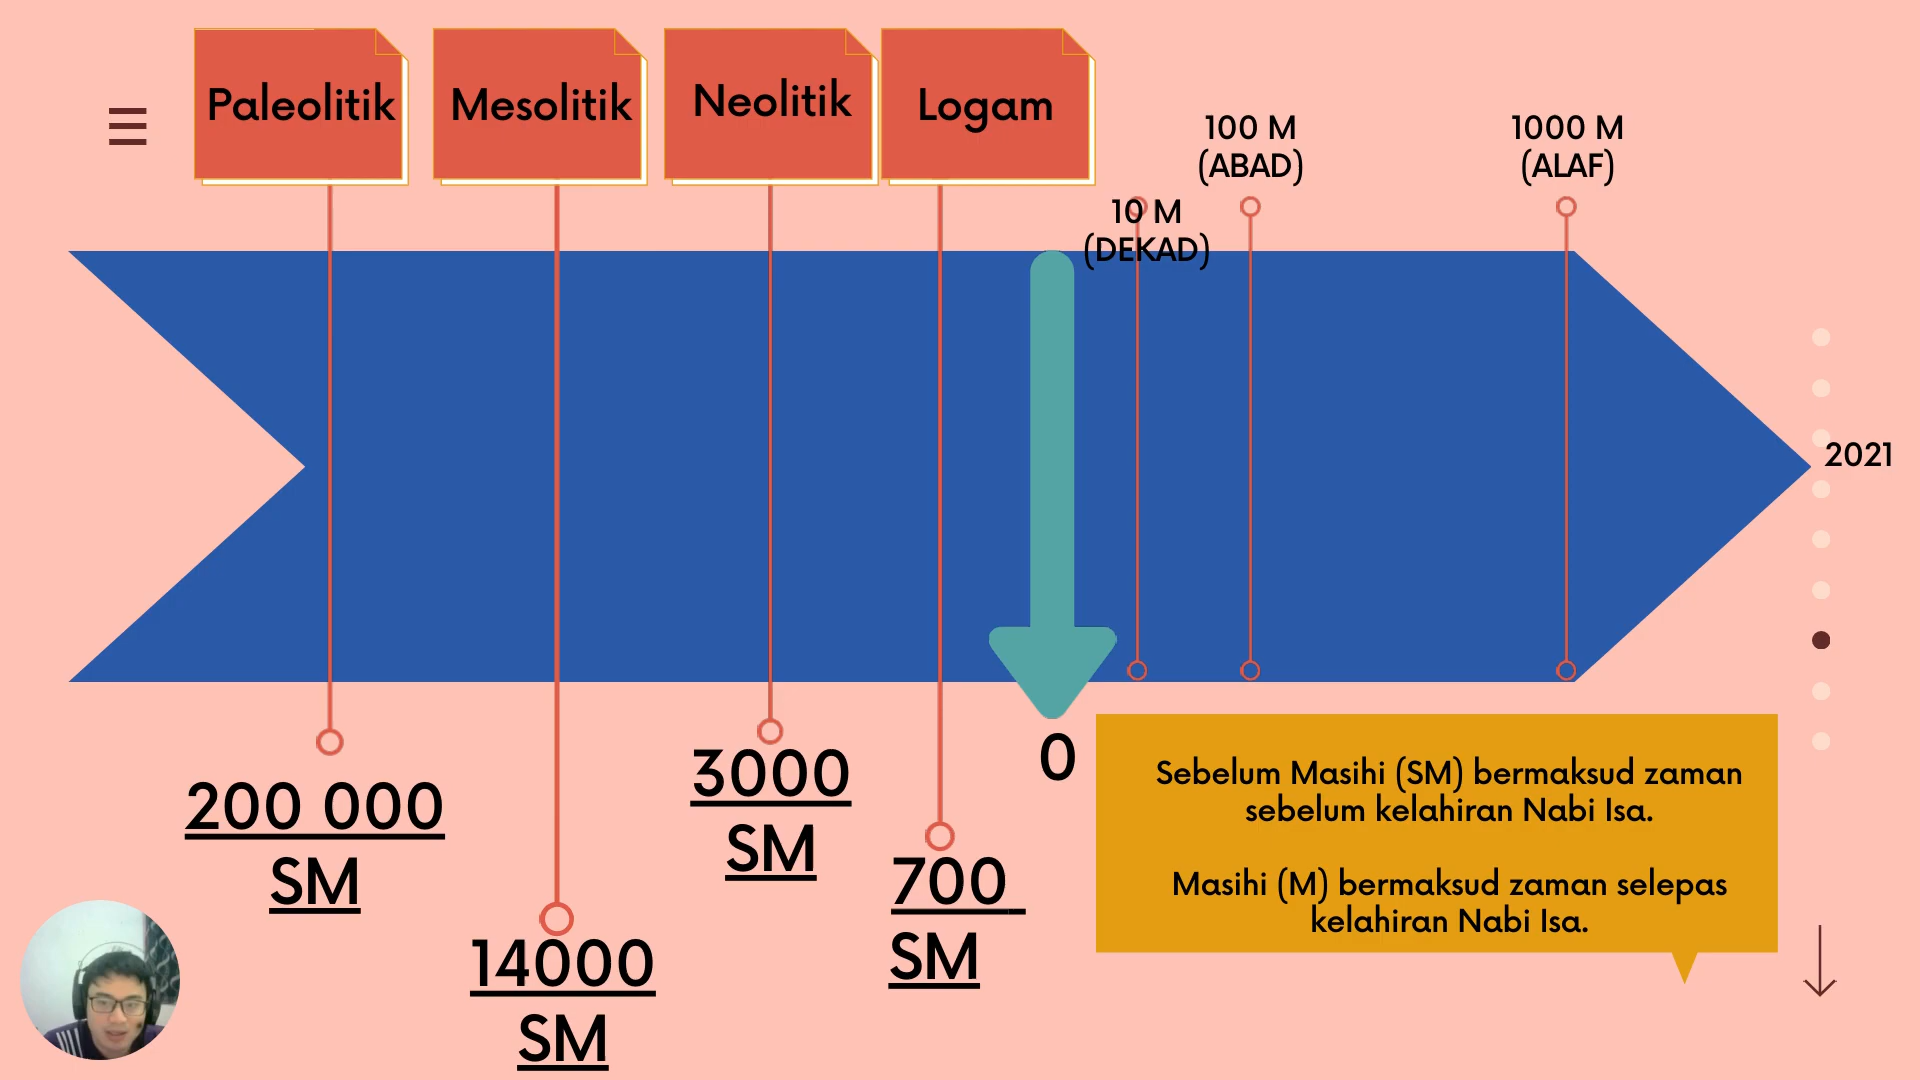 Paleolitik
Mesolitik
Neolitik
Logam
100 M
(ABAD)
1000 M
(ALAF)
10 M
(DEKAD)
2021
200 000
SM
14000
SM
3000
SM
700
SM
0
Sebelum Masihi (SM) bermaksud zaman
sebelum kelahiran Nabi Isa.
Masihi (M) bermaksud zaman selepas
kelahiran Nabi Isa.